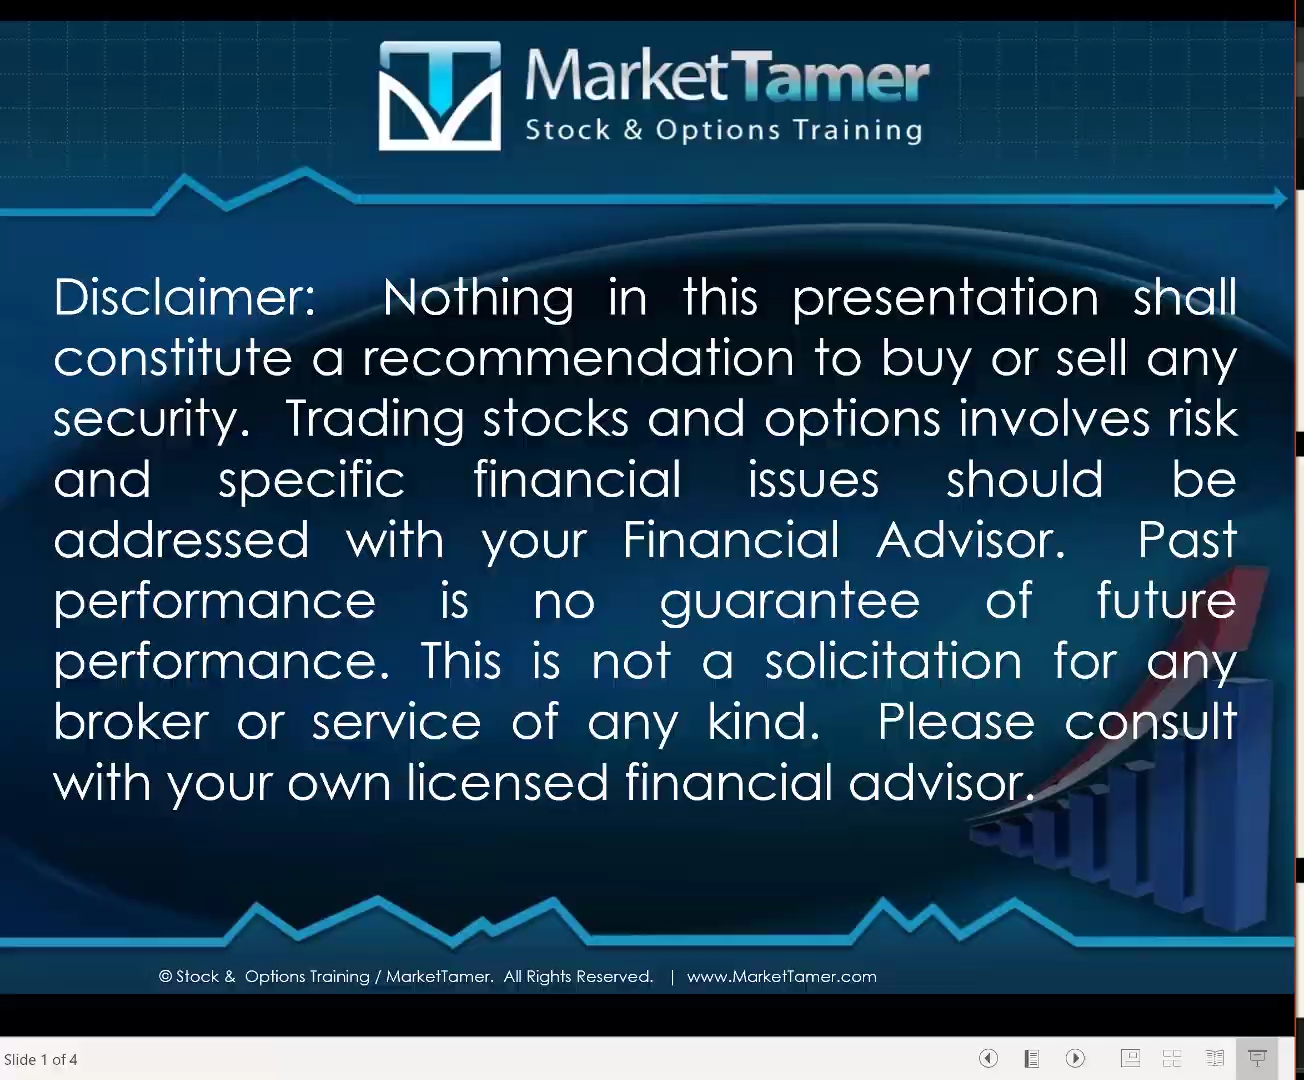 MarketTamer
Stock & Options Training
Disclaimer: Nothing in this presentation shall
constitute a recommendation to buy or sell any
security. Trading stocks and options involves risk
and specific financial issues should be
addressed with your Financial Advisor. Past
performance is no guarantee of future
performance. This is not a solicitation for any
broker or service of any kind. Please consult
with your own licensed financial advisor.
© Stock & Options Training / MarketTamer. All Rights Reserved. | www.MarketTamer.com
Slide 1 of 4